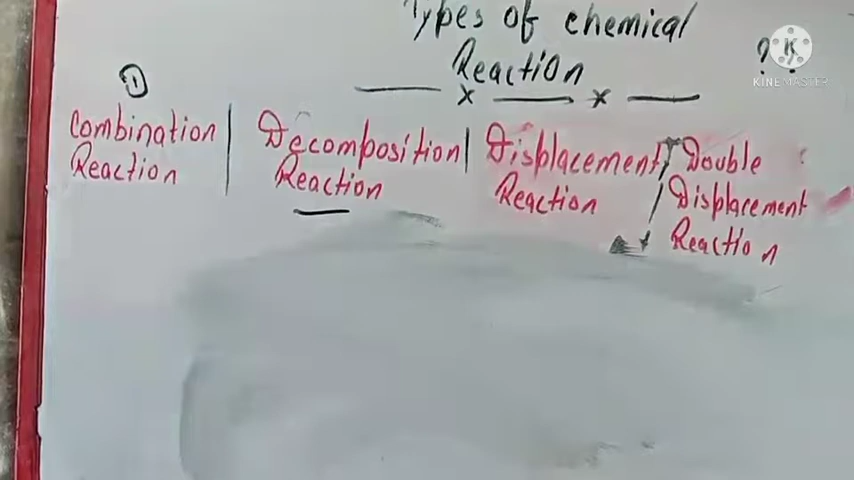 Types of chemical
Reaction
①
Combination
Reaction
Decomposition
Reaction
Displacement
Reaction
Double
Displacement
Reaction
KINEMASTER